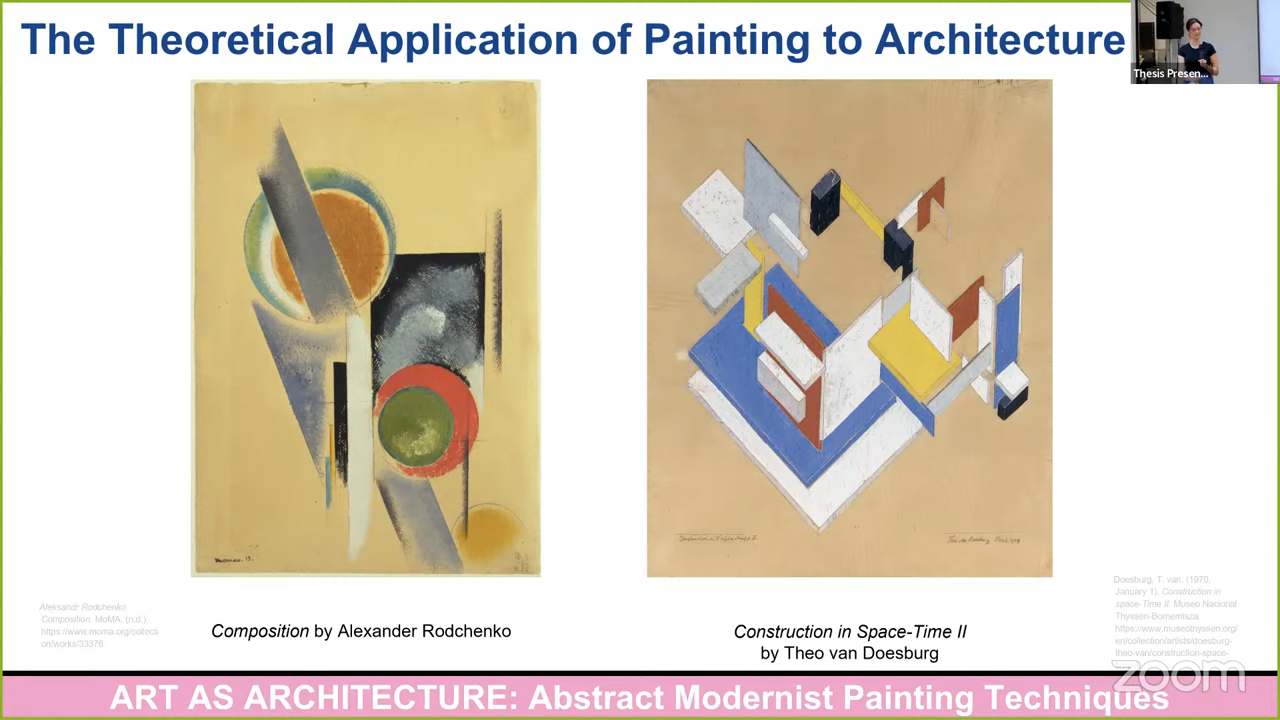 The Theoretical Application of Painting to Architecture
Thesis Presen...
Aleksandr Rodchenko
Composition. MoMA. (n.d.).
https://www.moma.org/collecti
on/works/33376
Composition by Alexander Rodchenko
Construction in Space-Time II
by Theo van Doesburg
Doesburg, T. van. (1970,
January 1). Construction in
space-Time II. Museo Nacional
Thyssen-Bornemisza.
https://www.museothyssen.org/
en/collection/artists/doesburg-
theo-van/construction-space-
zoom
ART AS ARCHITECTURE: Abstract Modernist Painting Techniques